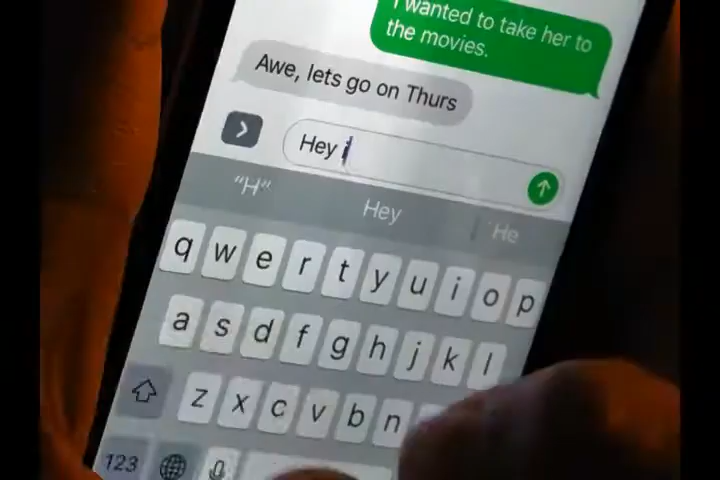 I wanted to take her to
the movies.
Awe, lets go on Thurs
Hey i
"H"
Hey
He
q w e r t y u i o p
a s d f g h j k l
z x c v b n
123